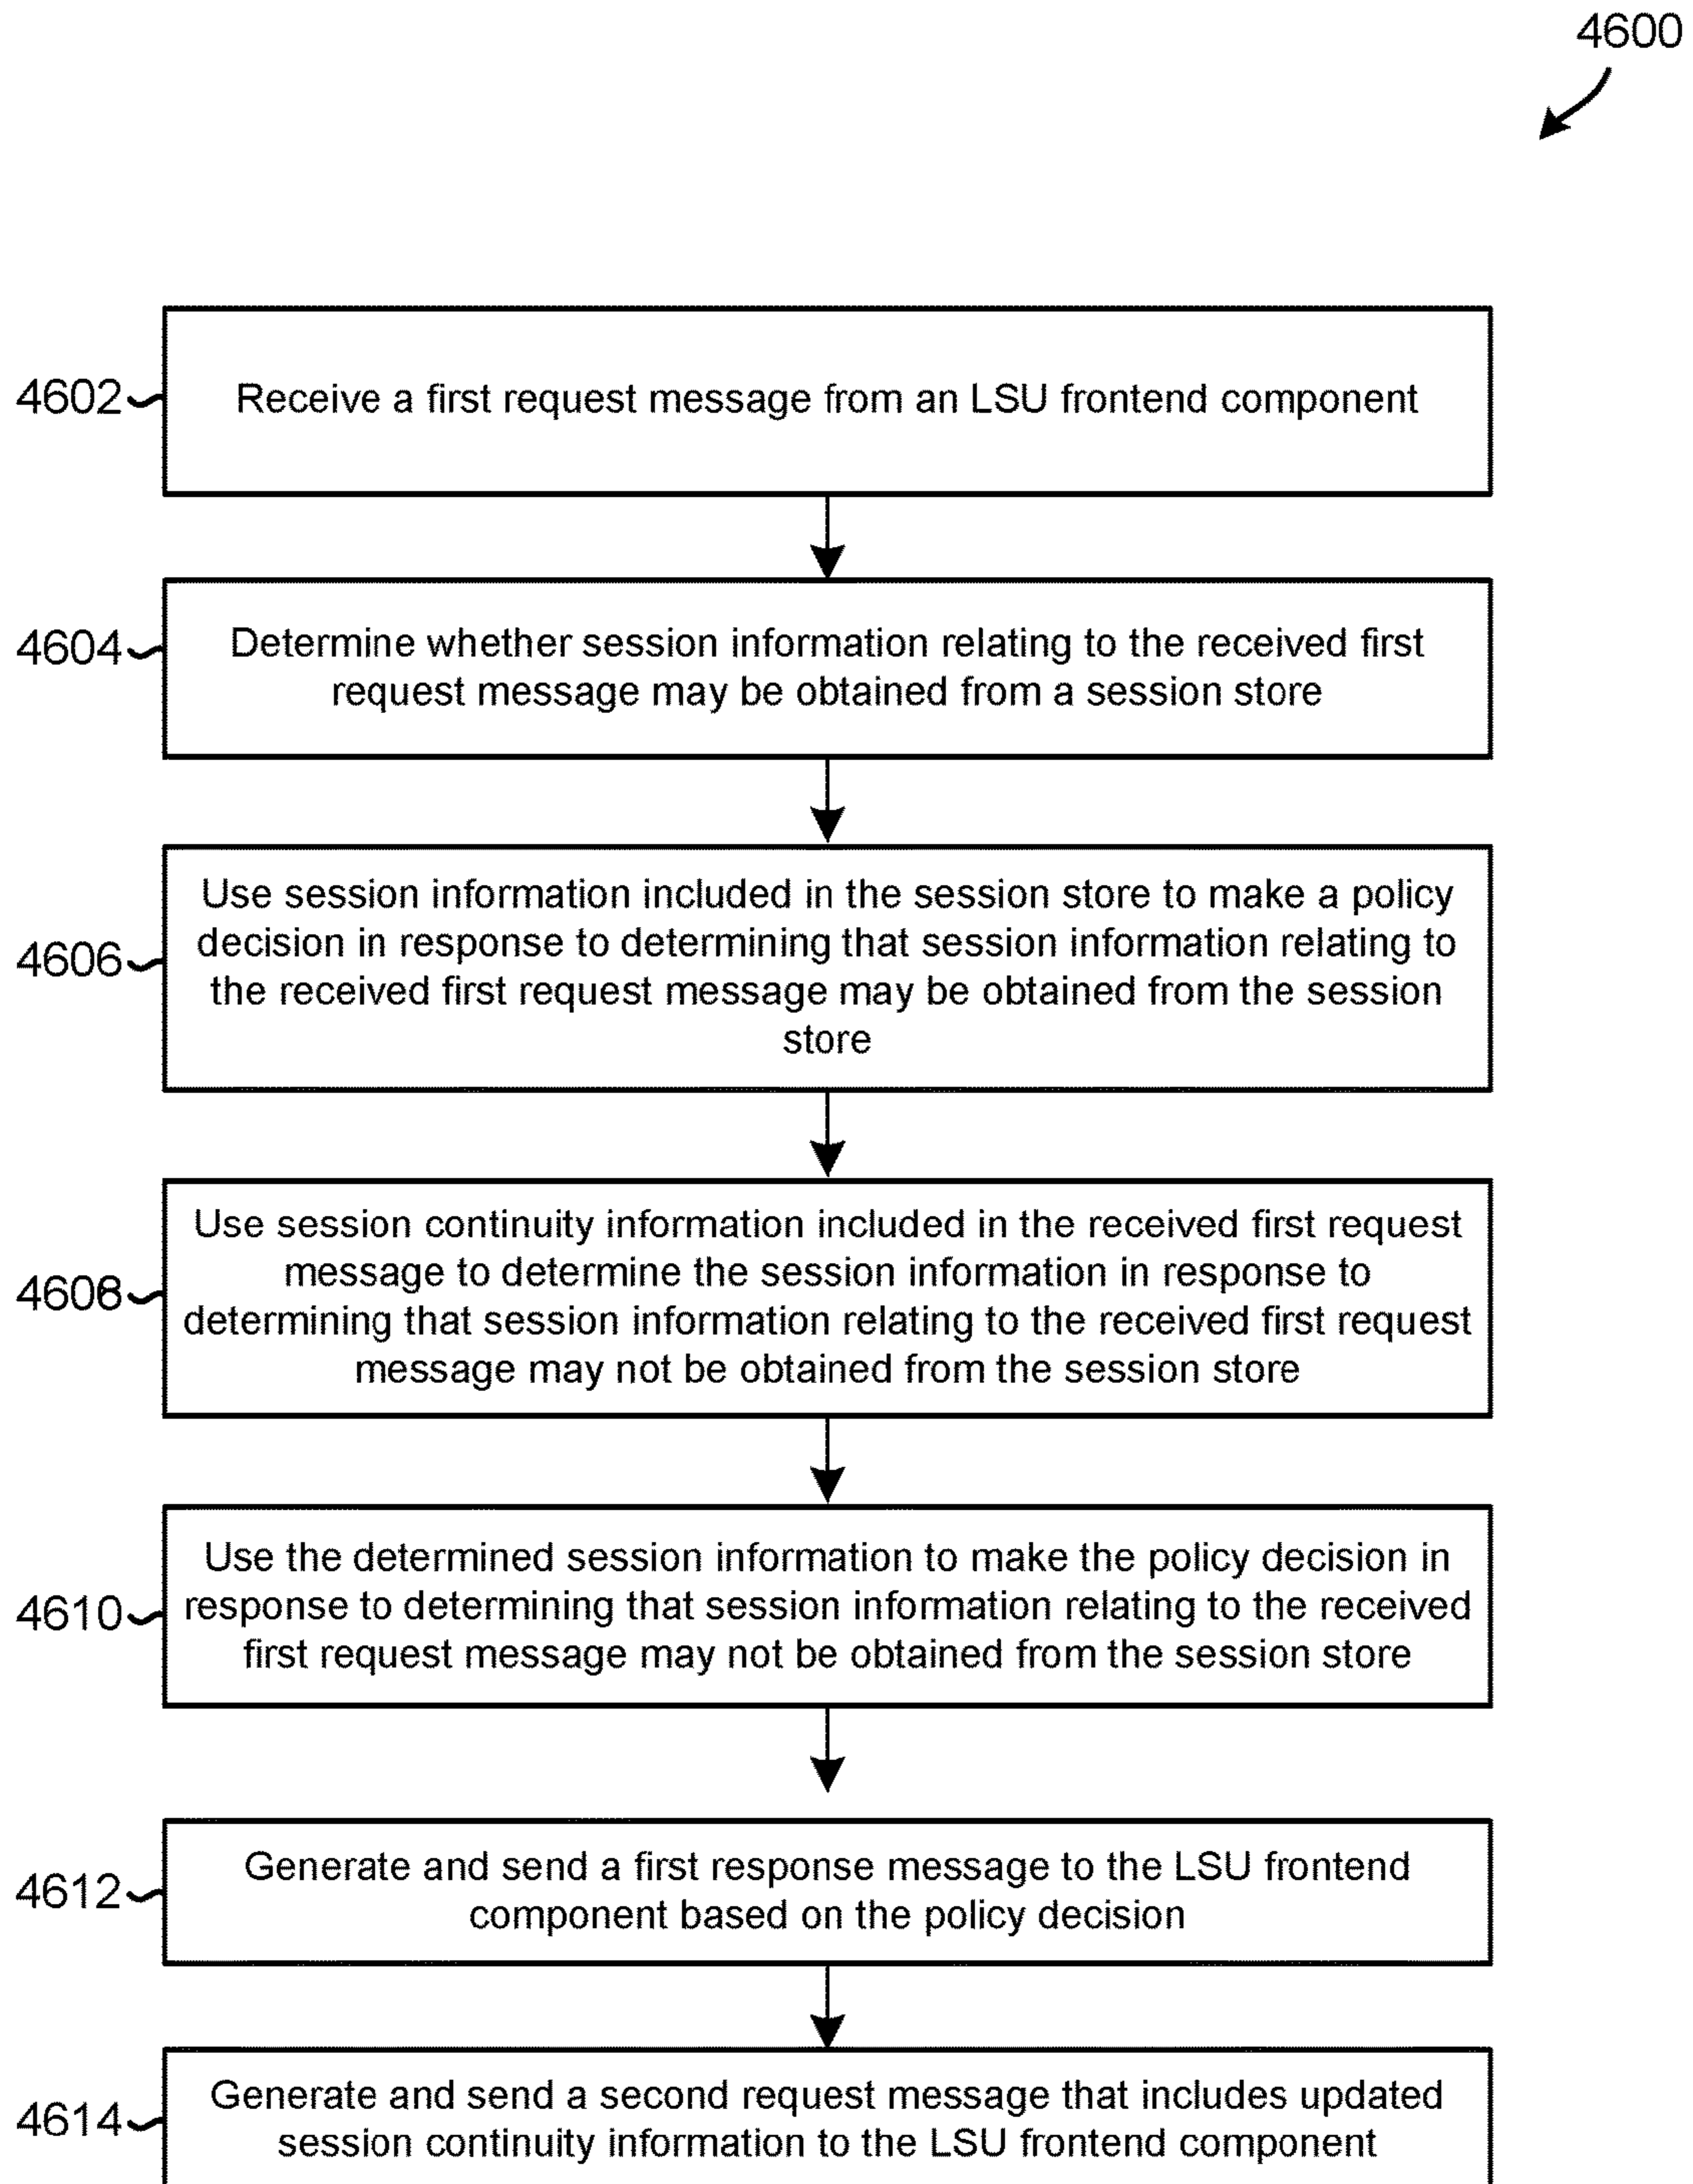 4600
4602
Receive a first request message from an LSU frontend component
4604
Determine whether session information relating to the received first
request message may be obtained from a session store
4606
Use session information included in the session store to make a policy
decision in response to determining that session information relating to
the received first request message may be obtained from the session
store
4608
Use session continuity information included in the received first request
message to determine the session information in response to
determining that session information relating to the received first request
message may not be obtained from the session store
4610
Use the determined session information to make the policy decision in
response to determining that session information relating to the received
first request message may not be obtained from the session store
4612
Generate and send a first response message to the LSU frontend
component based on the policy decision
4614
Generate and send a second request message that includes updated
session continuity information to the LSU frontend component